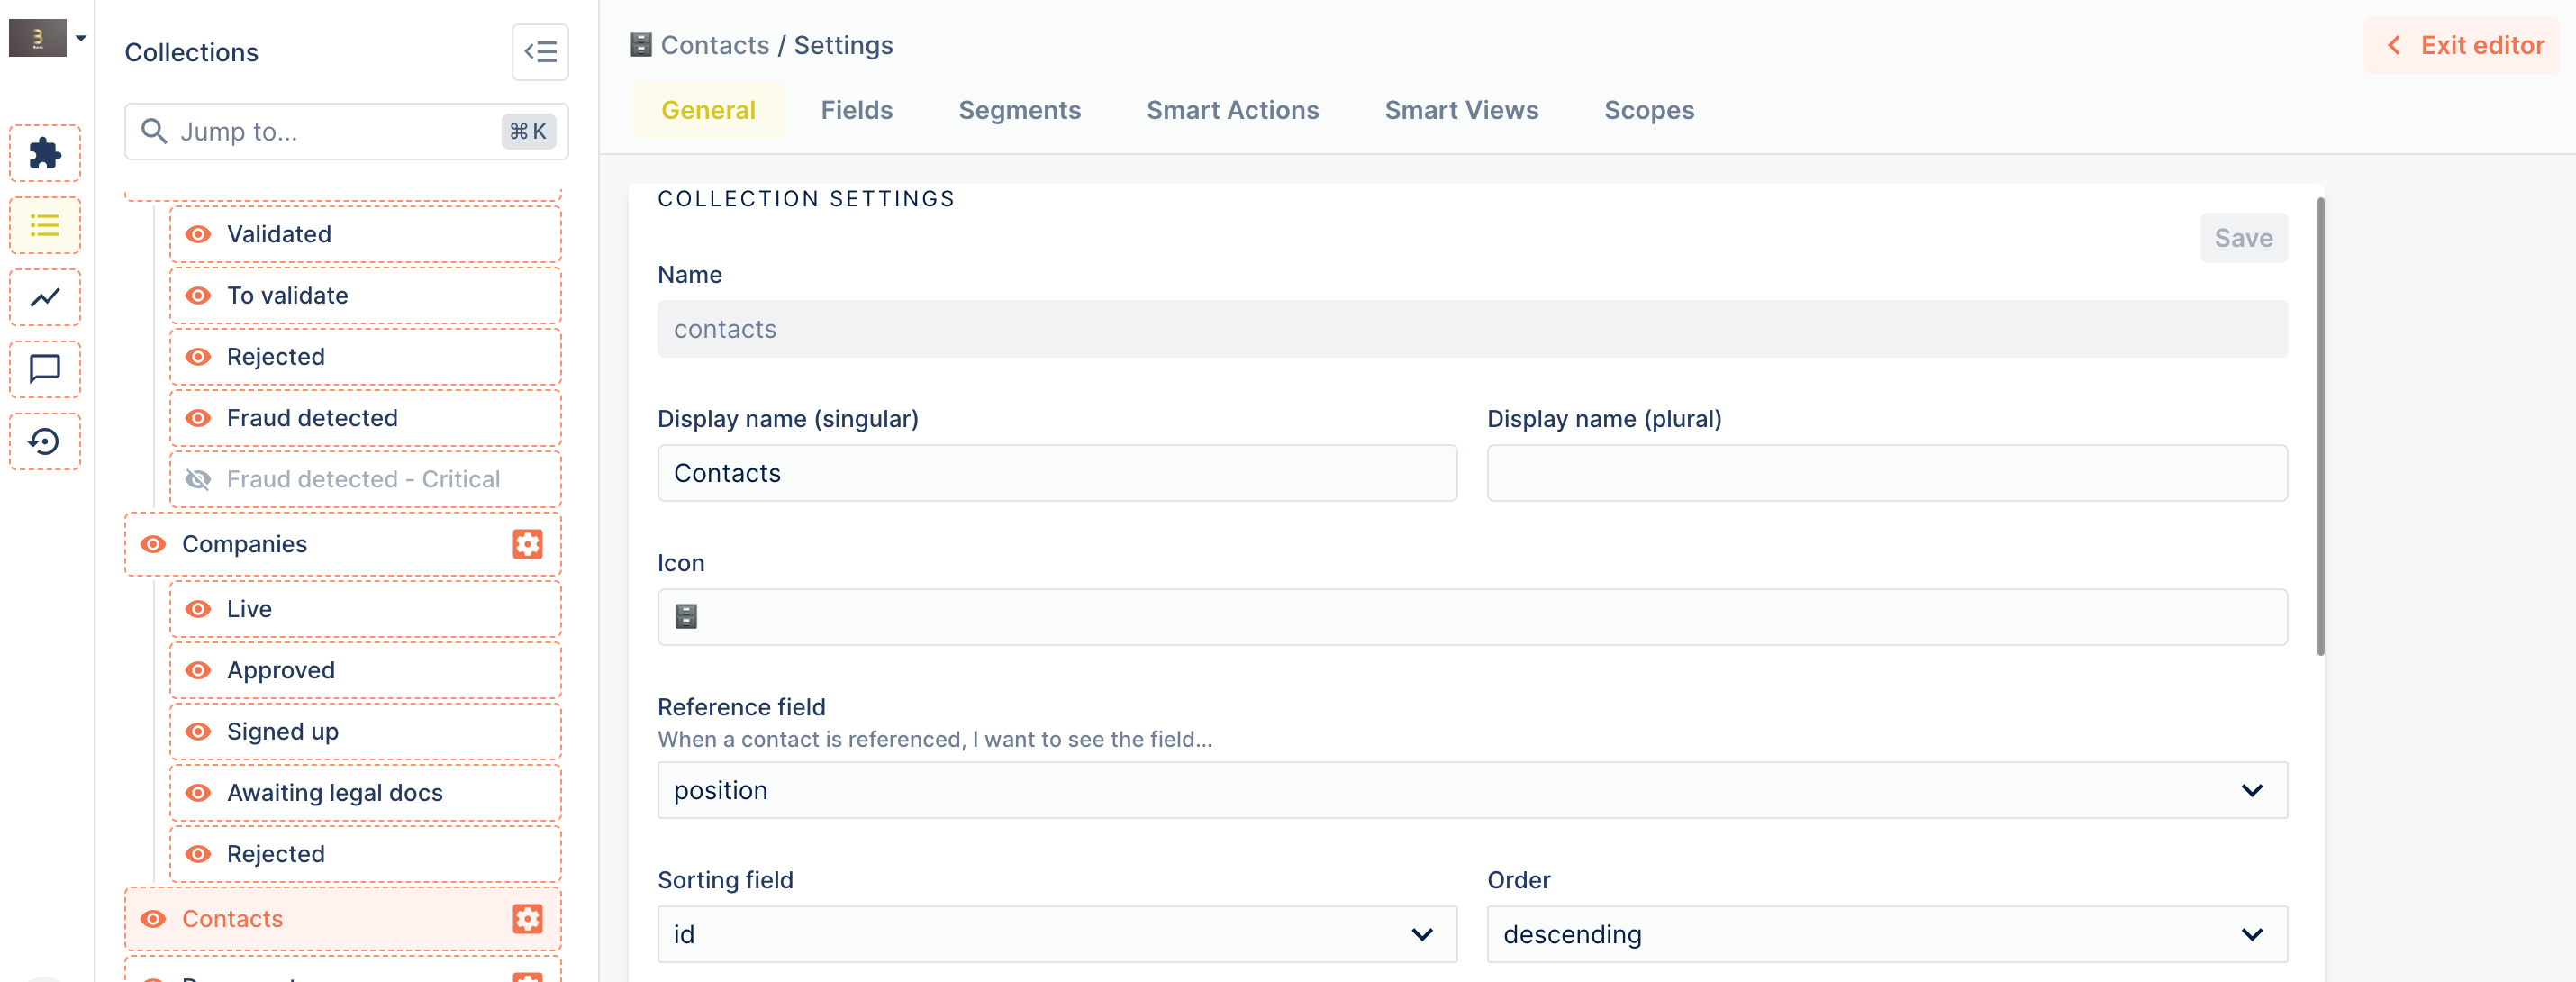 Collections
Jump to...
⌘ K
Validated
To validate
Rejected
Fraud detected
Fraud detected - Critical
Companies
Live
Approved
Signed up
Awaiting legal docs
Rejected
Contacts
Contacts / Settings
Exit editor
General Fields Segments Smart Actions Smart Views Scopes
COLLECTION SETTINGS
Save
Name
contacts
Display name (singular) Display name (plural)
Contacts
Icon
Reference field
When a contact is referenced, I want to see the field...
position
Sorting field Order
id descending